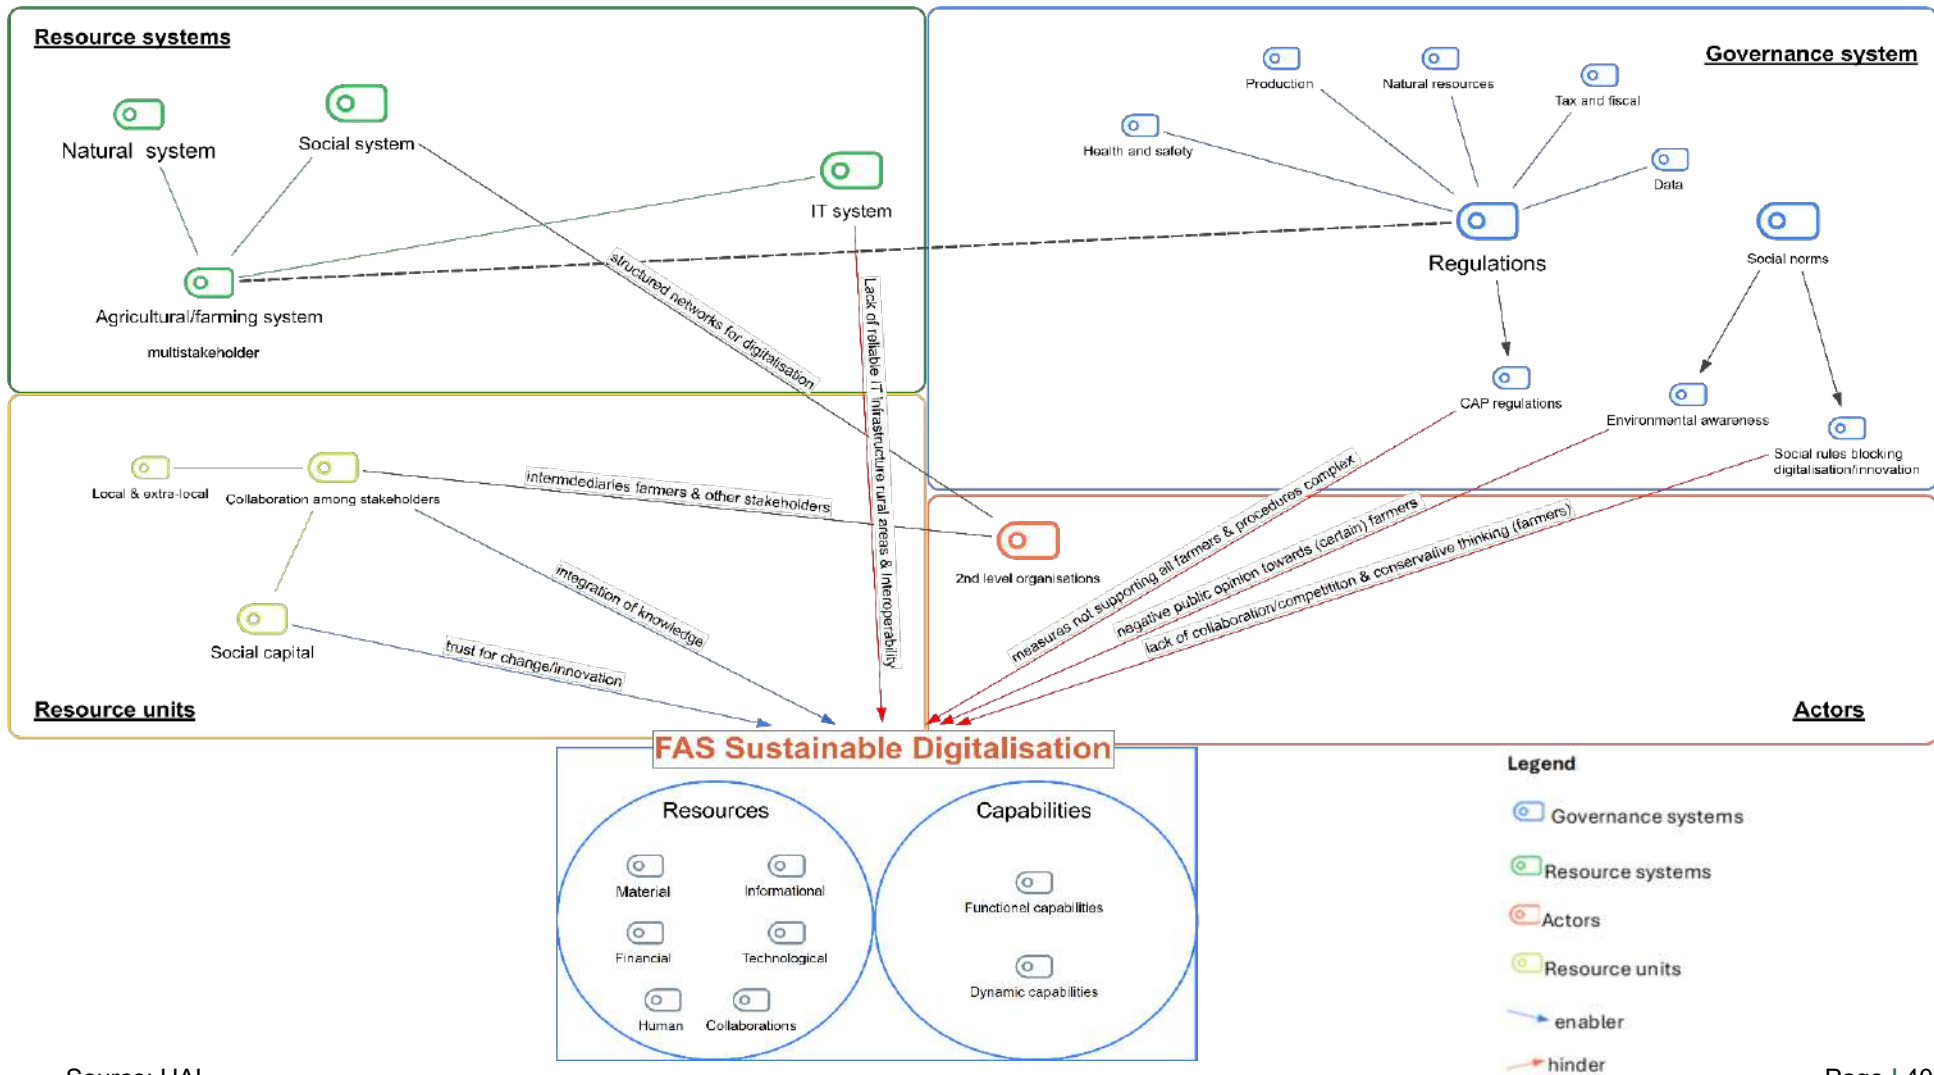 Resource systems
Natural system
Social system
IT system
Agricultural/farming system
multistakeholder
Governance system
Production
Natural resources
Tax and fiscal
Health and safety
Data
Regulations
Social norms
CAP regulations
Environmental awareness
Social rules blocking
digitalisation/innovation
structured networks for digitalisation
Lack of reliable IT infrastructure rural areas & Interoperability
Local & extra-local
Collaboration among stakeholders
intermdediaries farmers & other stakeholders
integration of knowledge
Social capital
trust for change/innovation
Resource units
2nd level organisations
measures not supporting all farmers & procedures complex
negative public opinion towards (certain) farmers
lack of collaboration/competitition & conservative thinking (farmers)
Actors
FAS Sustainable Digitalisation
Resources
Material
Informational
Financial
Technological
Human
Collaborations
Capabilities
Functionel capabilities
Dynamic capabilities
Legend
Governance systems
Resource systems
Actors
Resource units
enabler
hinder